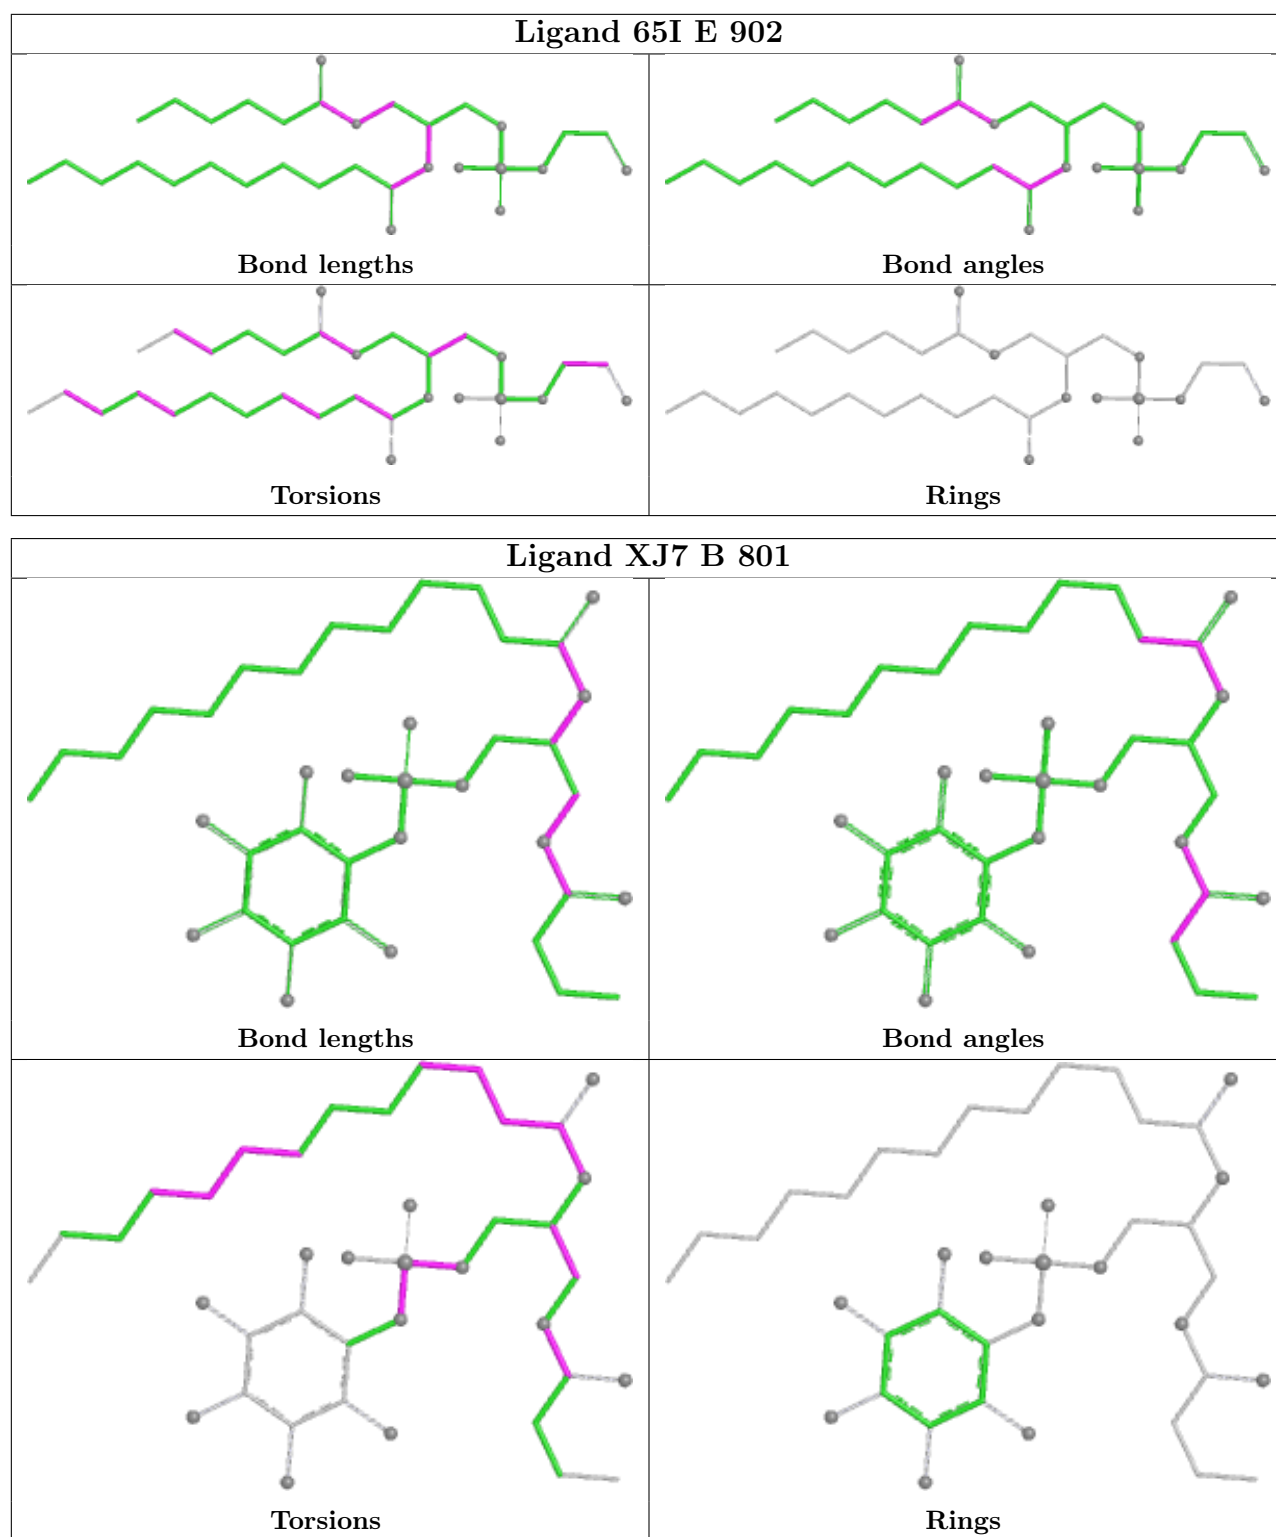 Ligand 65I E 902
Bond lengths
Bond angles
Torsions
Rings
Ligand XJ7 B 801
Bond lengths
Bond angles
Torsions
Rings